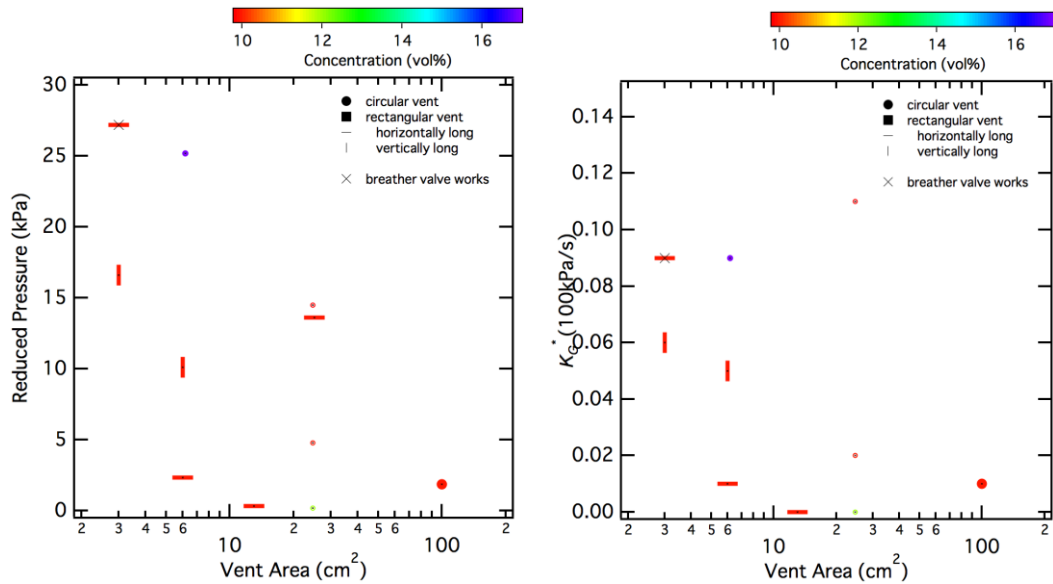 10 12 14 16
Concentration (vol%)
Reduced Pressure (kPa)
30
25
20
15
10
5
0
circular vent
rectangular vent
horizontally long
vertically long
breather valve works
2 3 4 5 6 10 2 3 4 5 6 100 2
Vent Area (cm²)
10 12 14 16
Concentration (vol%)
K_G* (100kPa/s)
0.14
0.12
0.10
0.08
0.06
0.04
0.02
0.00
circular vent
rectangular vent
horizontally long
vertically long
breather valve works
2 3 4 5 6 10 2 3 4 5 6 100 2
Vent Area (cm²)